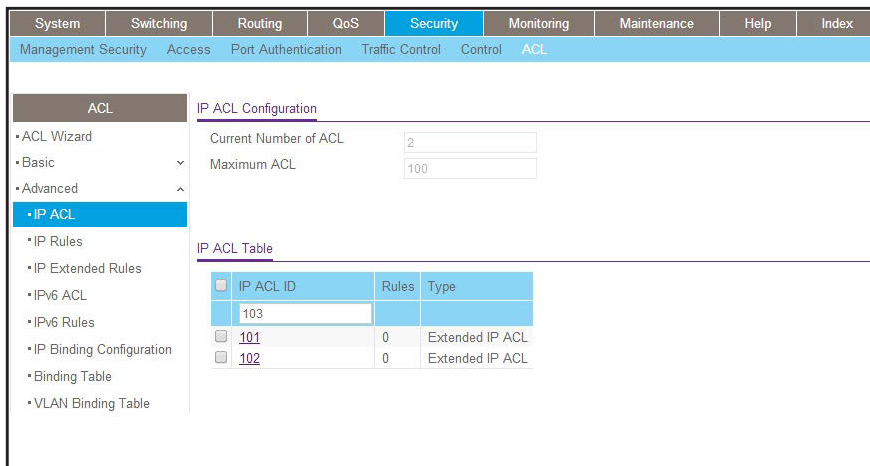 System Switching Routing QoS Security Monitoring Maintenance Help Index
Management Security Access Port Authentication Traffic Control Control ACL
ACL
ACL Wizard
Basic
Advanced
IP ACL
IP Rules
IP Extended Rules
IPv6 ACL
IPv6 Rules
IP Binding Configuration
Binding Table
VLAN Binding Table
IP ACL Configuration
Current Number of ACL 2
Maximum ACL 100
IP ACL Table
IP ACL ID Rules Type
103
101 0 Extended IP ACL
102 0 Extended IP ACL